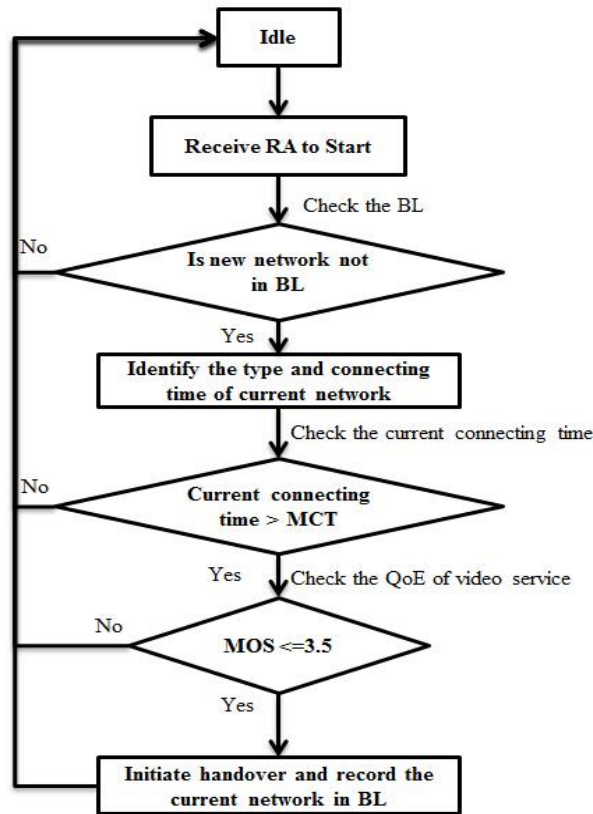 Idle
Receive RA to Start
Check the BL
No
Is new network not
in BL
Yes
Identify the type and connecting
time of current network
Check the current connecting time
No
Current connecting
time > MCT
Yes
Check the QoE of video service
No
MOS <=3.5
Yes
Initiate handover and record the
current network in BL